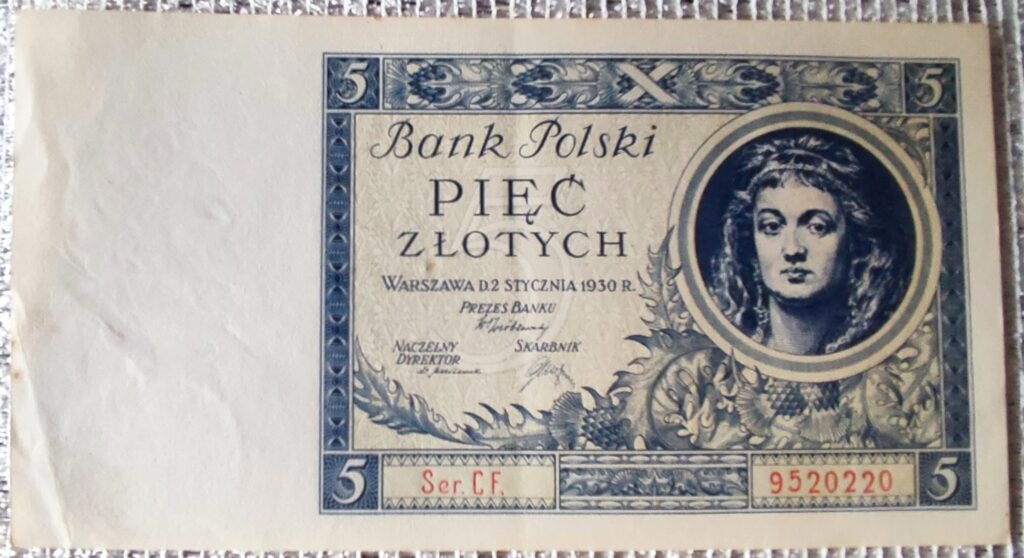 5 5
Bank Polski
PIĘĆ
ZŁOTYCH
WARSZAWA D.2 STYCZNIA 1930 R.
PREZES BANKU
NACZELNY DYREKTOR
SKARBNIK
5 Ser. C F. 9520220 5